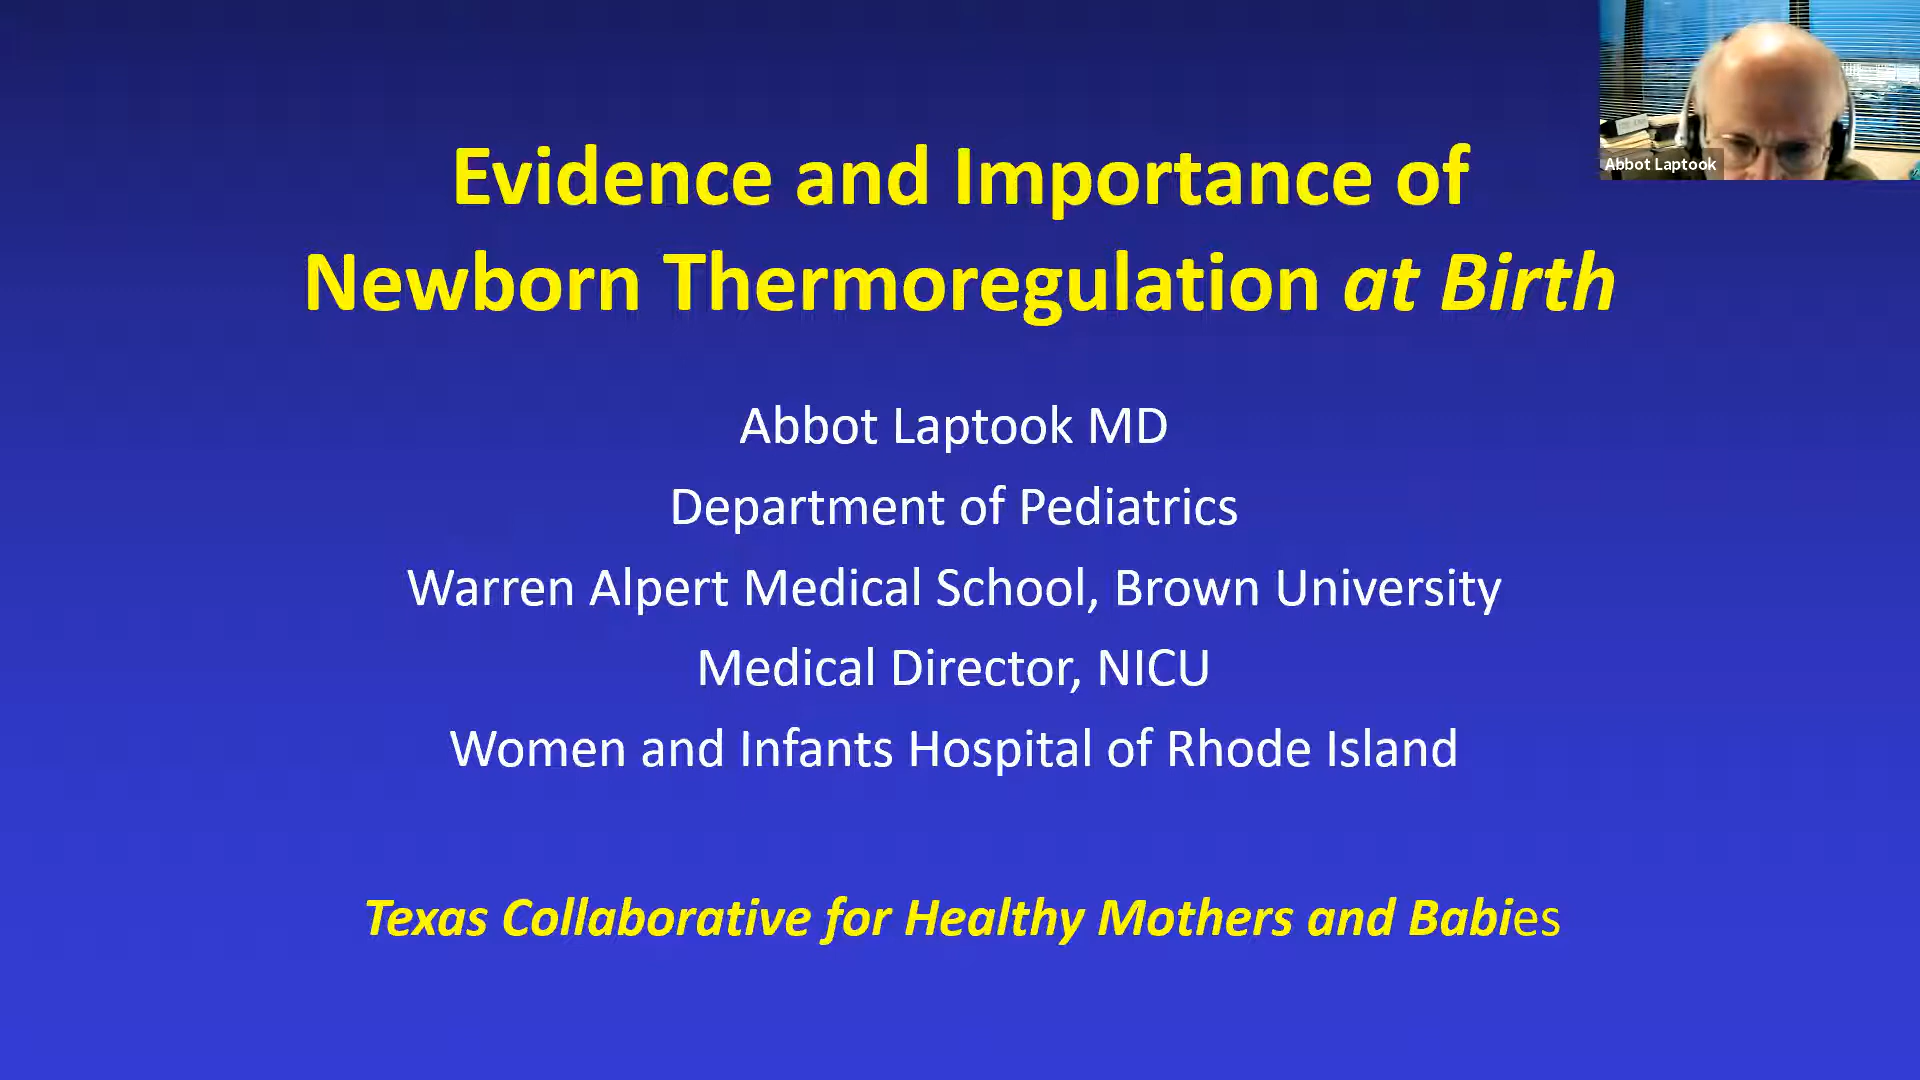 Evidence and Importance of
Newborn Thermoregulation at Birth
Abbot Laptook
Abbot Laptook MD
Department of Pediatrics
Warren Alpert Medical School, Brown University
Medical Director, NICU
Women and Infants Hospital of Rhode Island
Texas Collaborative for Healthy Mothers and Babies